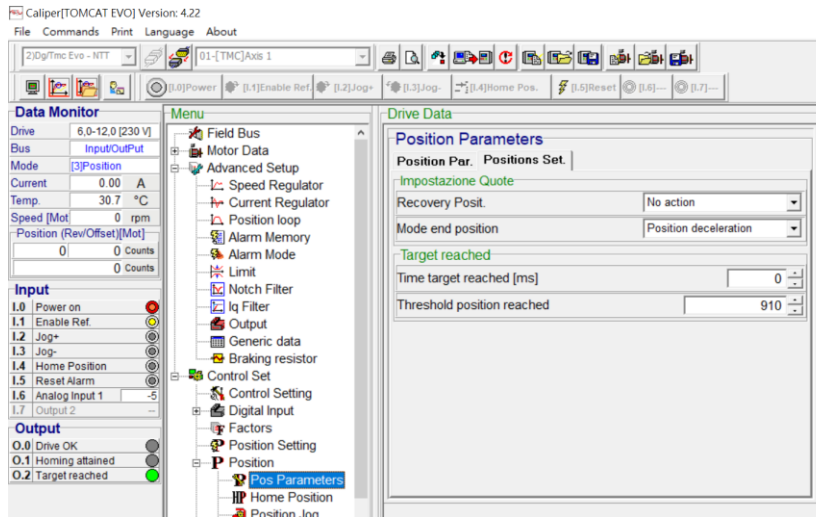 Caliper[TOMCAT EVO] Version: 4.22
File Commands Print Language About
2)Dg/Tmc Evo - NTT
01-[TMC]Axis 1
[I.0]Power [I.1]Enable Ref. [I.2]Jog+ [I.3]Jog- [I.4]Home Pos. [I.5]Reset [I.6]--- [I.7]---
Data Monitor
Drive 6,0-12,0 [230 V]
Bus Input/OutPut
Mode [3]Position
Current 0.00 A
Temp. 30.7 °C
Speed [Mot 0 rpm
Position (Rev/Offset)[Mot]
0 0 Counts
0 Counts
Input
I.0 Power on
I.1 Enable Ref.
I.2 Jog+
I.3 Jog-
I.4 Home Position
I.5 Reset Alarm
I.6 Analog Input 1 -5
I.7 Output 2 --
Output
O.0 Drive OK
O.1 Homing attained
O.2 Target reached
Menu
Field Bus
Motor Data
Advanced Setup
Speed Regulator
Current Regulator
Position loop
Alarm Memory
Alarm Mode
Limit
Notch Filter
Iq Filter
Output
Generic data
Braking resistor
Control Set
Control Setting
Digital Input
Factors
Position Setting
Position
Pos Parameters
Home Position
Position Jog
Drive Data
Position Parameters
Position Par. Positions Set.
Impostazione Quote
Recovery Posit. No action
Mode end position Position deceleration
Target reached
Time target reached [ms] 0
Threshold position reached 910